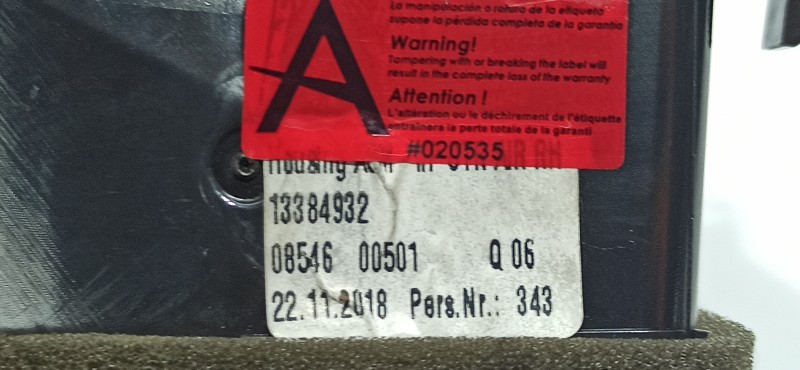 A
La manipulación o rotura de la etiqueta
supone la pérdida completa de la garantía
Warning!
Tampering with or breaking the label will
result in the complete loss of the warranty
Attention !
L'altération ou le déchirement de l'étiquette
entraînera la perte totale de la garanti
#020535
Housing
13384932
08546 00501 Q 06
22.11.2018 Pers.Nr.: 343